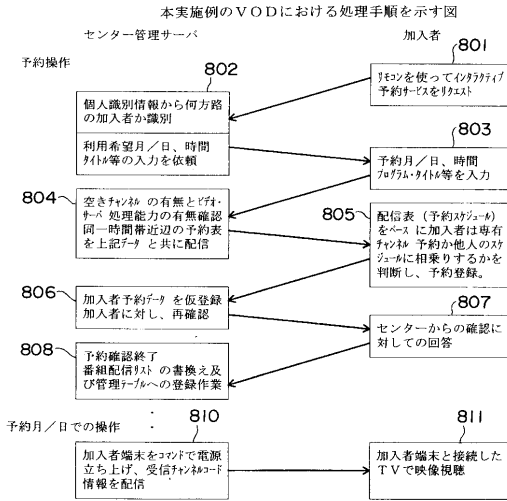 本実施例のVODにおける処理手順を示す図
センター管理サーバ
加入者
予約操作
801
リモコンを使ってインタラクティブ
予約サービスをリクエスト
802
個人識別情報から何方路
の加入者か識別
利用希望月／日、時間
タイトル等の入力を依頼
803
予約月／日、時間
プログラム・タイトル等を入力
804
空きチャンネル の有無とビデオ・
サーバ 処理能力の有無確認
同一時間帯近辺の予約表
を上記データ と共に配信
805
配信表（予約スケジュール）
をベース に加入者は専有
チャンネル 予約か他人のスケ
ジュールに相乗りするかを
判断し、予約登録。
806
加入者予約データ を仮登録
加入者に対し、再確認
807
センターからの確認に
対しての回答
808
予約確認終了
番組配信リスト の書換え及
び管理テーブルへの登録作業
予約月／日での操作
810
加入者端末をコマンドで電源
立ち上げ、受信チャンネルコード
情報を配信
811
加入者端末と接続した
TVで映像視聴